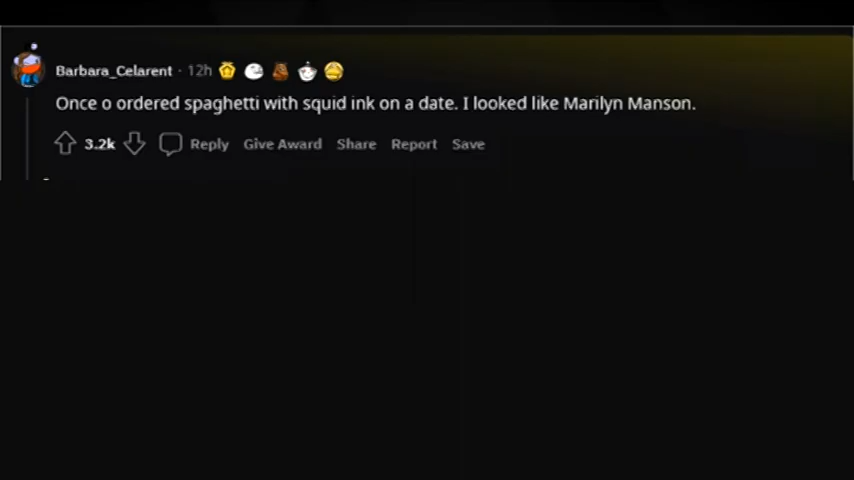 Barbara_Celarent · 12h
Once o ordered spaghetti with squid ink on a date. I looked like Marilyn Manson.
3.2k Reply Give Award Share Report Save